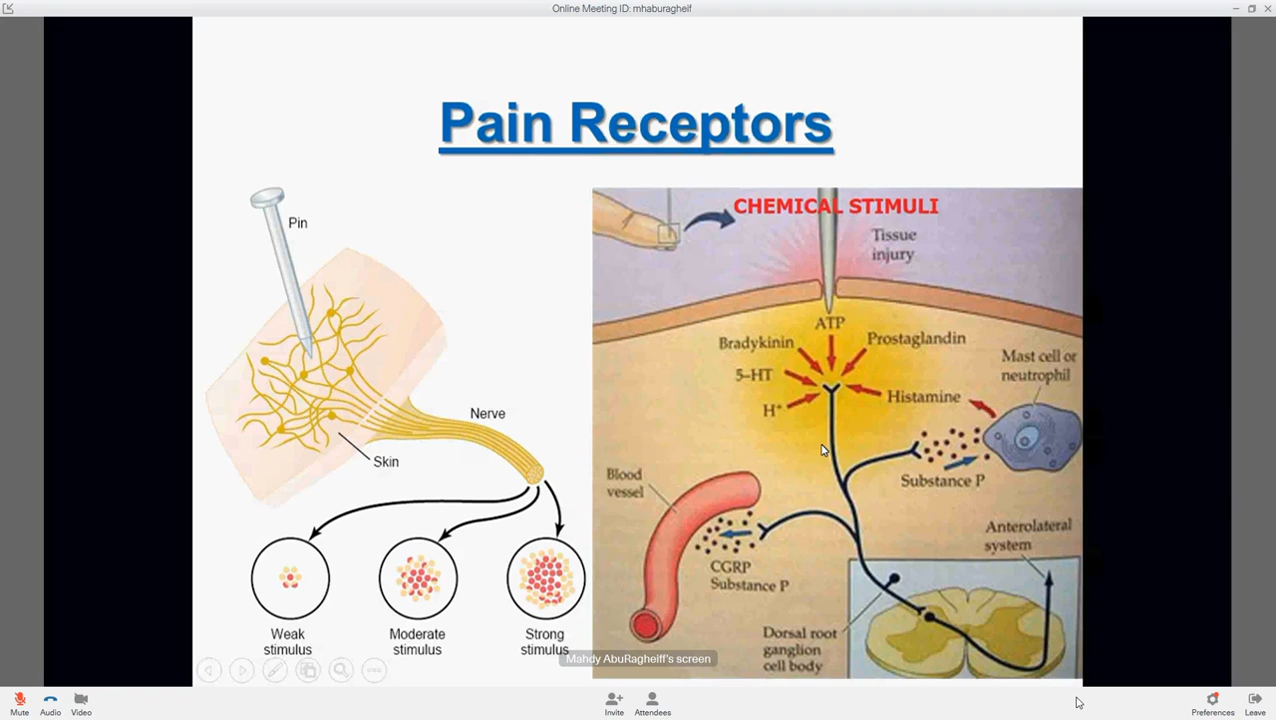 Online Meeting ID: mhaburagheif
Pain Receptors
Pin
Nerve
Skin
Weak
stimulus
Moderate
stimulus
Strong
stimulus
CHEMICAL STIMULI
Tissue
injury
ATP
Bradykinin
Prostaglandin
5-HT
Mast cell or
neutrophil
Histamine
H+
Substance P
Blood
vessel
CGRP
Substance P
Anterolateral
system
Dorsal root
ganglion
cell body
Mahdy AbuRagheiff's screen
Mute
Audio
Video
Invite
Attendees
Preferences
Leave